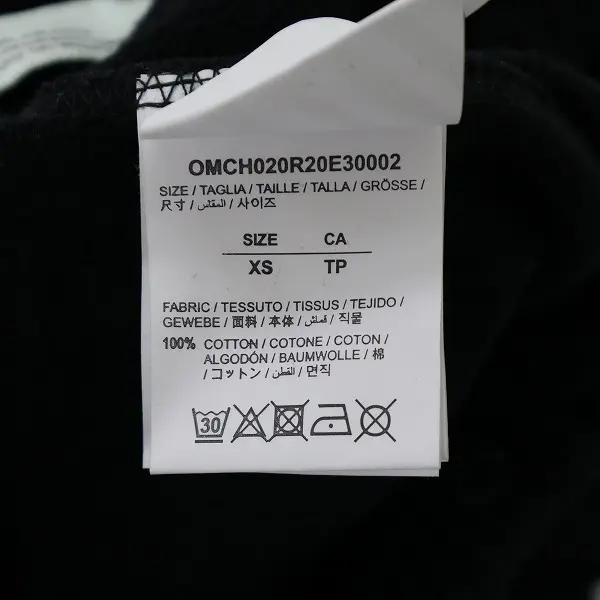 OMCH020R20E30002
SIZE / TAGLIA / TAILLE / TALLA / GRÖSSE /
尺寸 / المقاس / 사이즈
SIZE CA
XS TP
FABRIC / TESSUTO / TISSUS / TEJIDO /
GEWEBE / 面料 / 本体 / قماش / 직물
100% COTTON / COTONE / COTON /
ALGODÓN / BAUMWOLLE / 棉
/ コットン / القطن / 면직
30